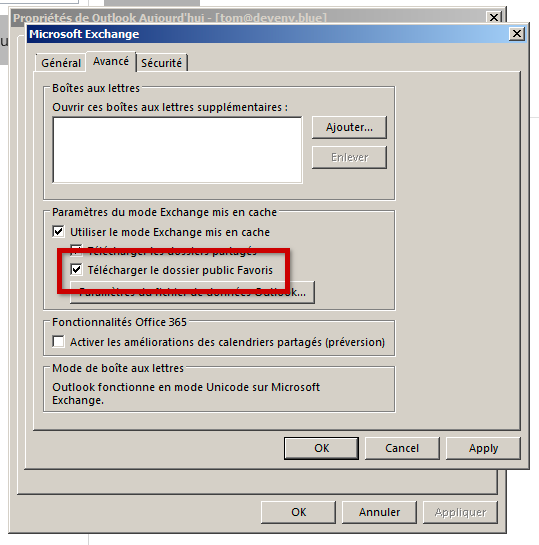 Propriétés de Outlook Aujourd'hui - [tom@deveny.blue]
Microsoft Exchange
Général
Avancé
Sécurité
Boîtes aux lettres
Ouvrir ces boîtes aux lettres supplémentaires :
Ajouter...
Enlever
Paramètres du mode Exchange mis en cache
Utiliser le mode Exchange mis en cache
Télécharger les dossiers partagés
Télécharger le dossier public Favoris
Paramètres du fichier de données Outlook...
Fonctionnalités Office 365
Activer les améliorations des calendriers partagés (préversion)
Mode de boîte aux lettres
Outlook fonctionne en mode Unicode sur Microsoft
Exchange.
OK
Cancel
Apply
OK
Annuler
Appliquer